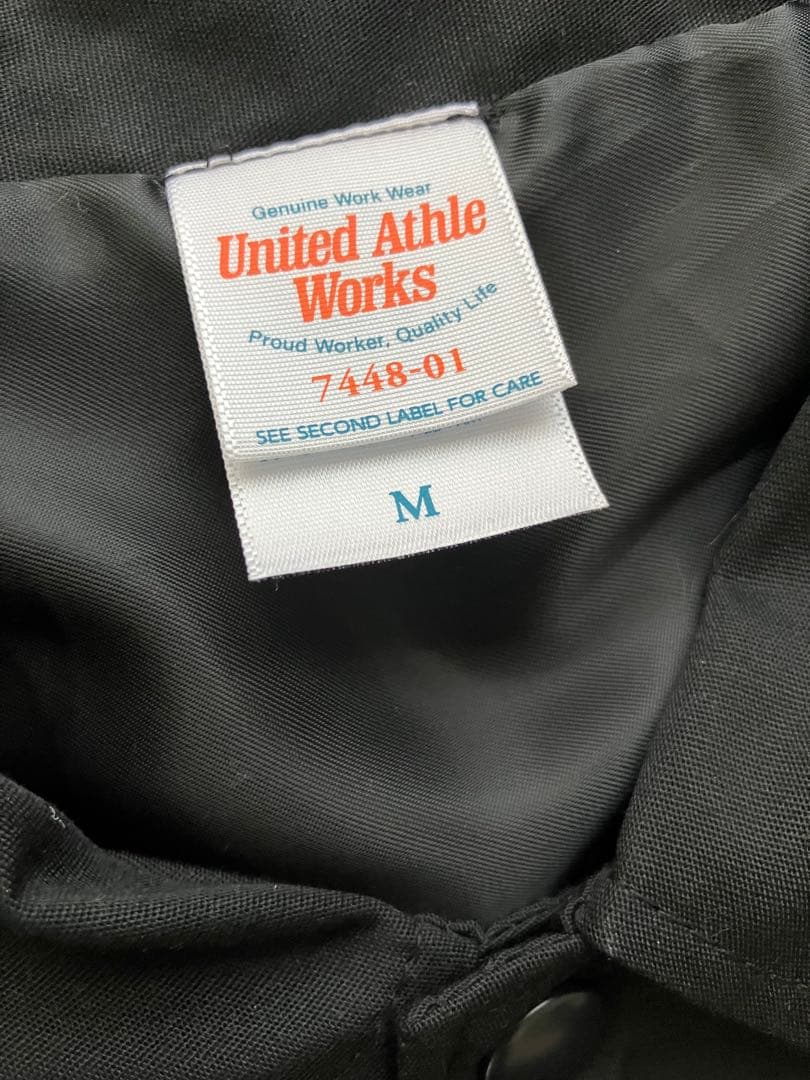 Genuine Work Wear
United Athle
Works
Proud Worker, Quality Life
7448-01
SEE SECOND LABEL FOR CARE
M